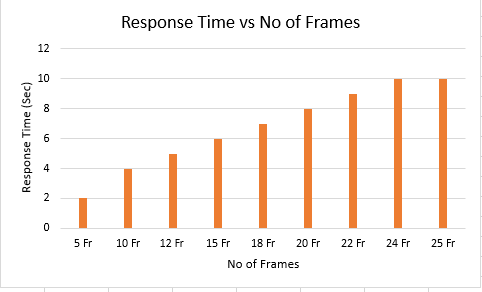 Response Time vs No of Frames
12
10
8
6
4
2
0
Response Time (Sec)
5 Fr 10 Fr 12 Fr 15 Fr 18 Fr 20 Fr 22 Fr 24 Fr 25 Fr
No of Frames